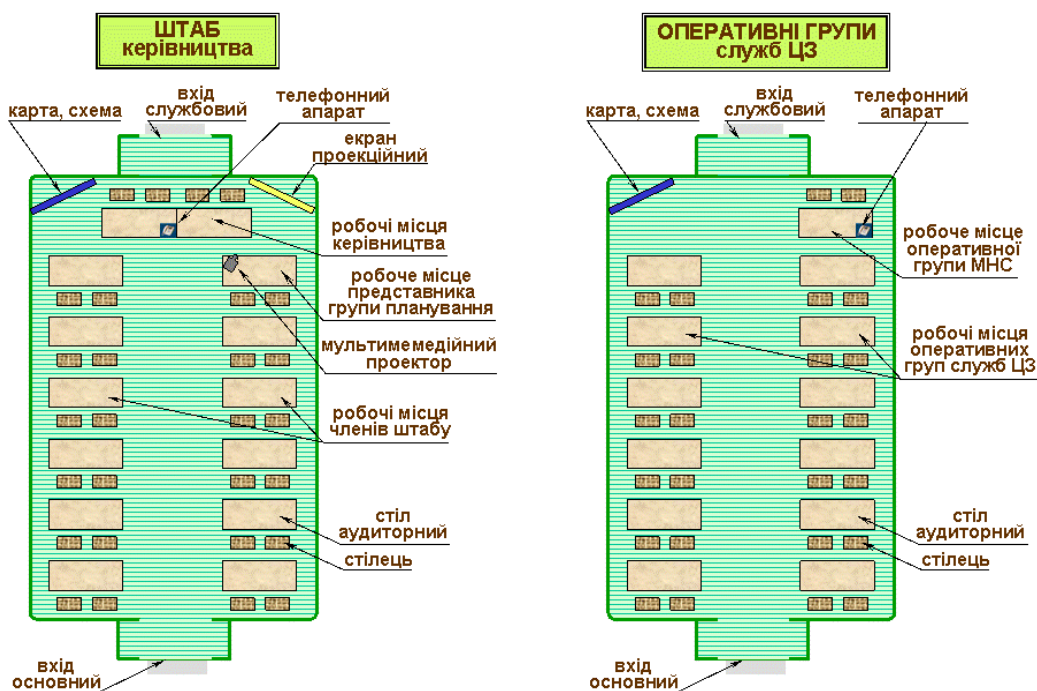 ШТАБ
керівництва
карта, схема
вхід
службовий
телефонний
апарат
екран
проекційний
робочі місця
керівництва
робоче місце
представника
групи планування
мультимемедійний
проектор
робочі місця
членів штабу
стіл
аудиторний
стілець
вхід
основний
ОПЕРАТИВНІ ГРУПИ
служб ЦЗ
карта, схема
вхід
службовий
телефонний
апарат
робоче місце
оперативної
групи МНС
робочі місця
оперативних
груп служб ЦЗ
стіл
аудиторний
стілець
вхід
основний